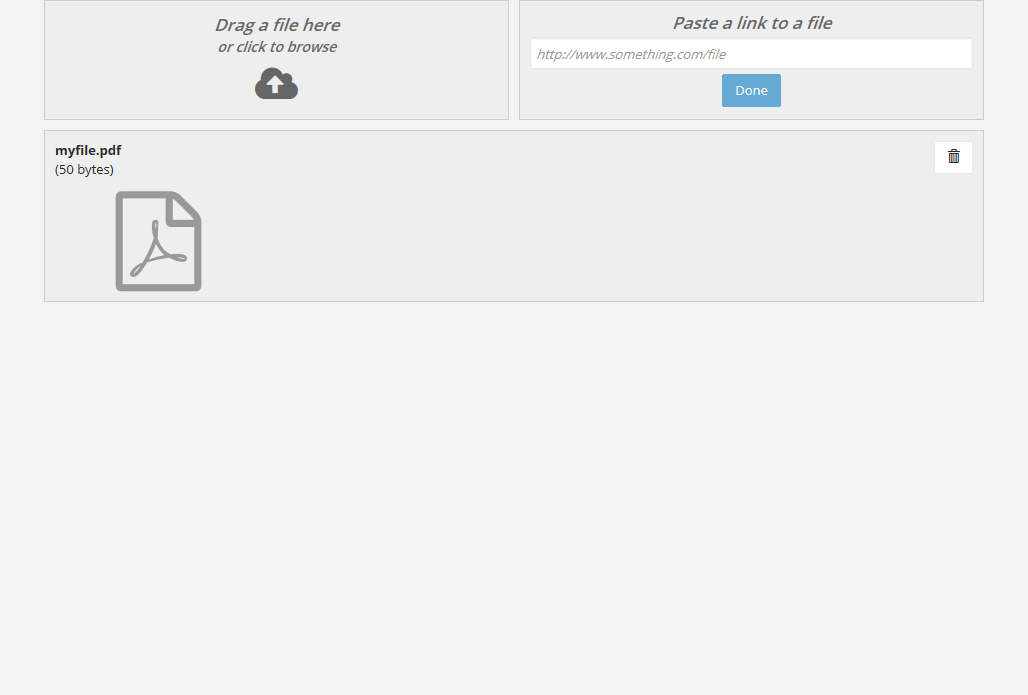 Drag a file here
or click to browse
Paste a link to a file
http://www.something.com/file
Done
myfile.pdf
(50 bytes)